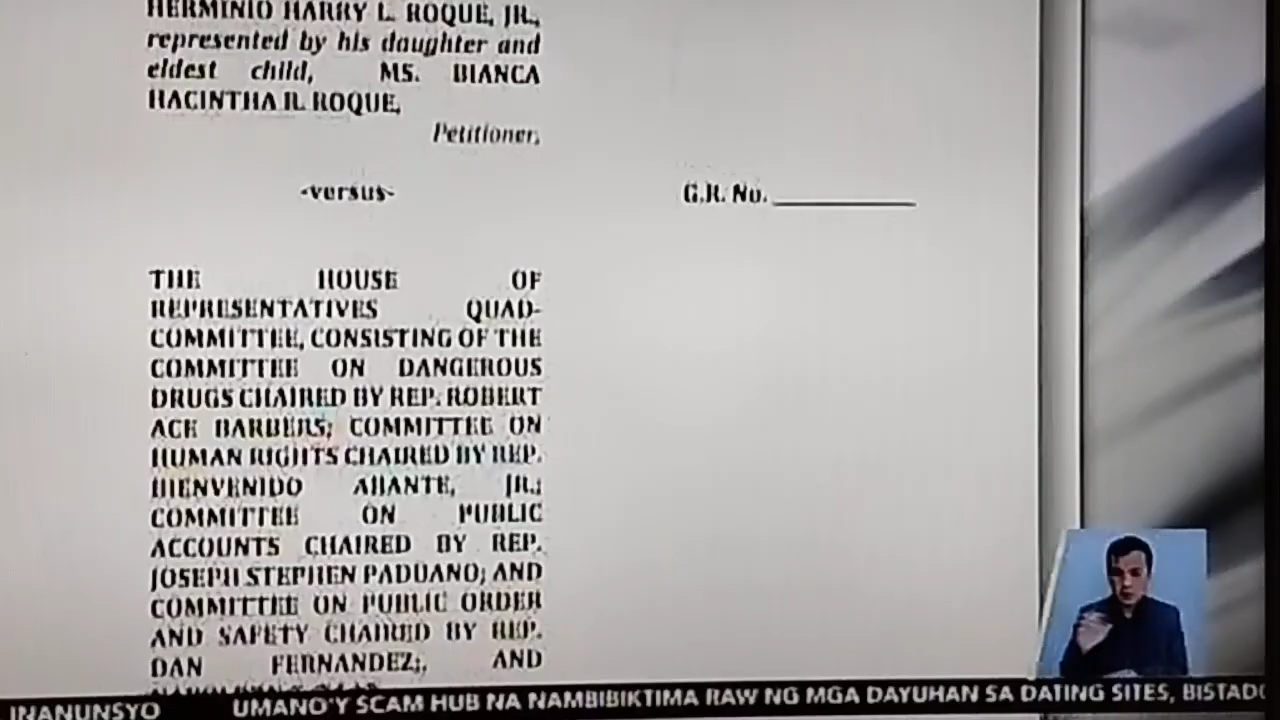 HERMINIO HARRY L. ROQUE, JR.,
represented by his daughter and
eldest child, MS. BIANCA
HACINTHA R. ROQUE,
Petitioner,
-versus-
G.R. No. ____________
THE HOUSE OF
REPRESENTATIVES QUAD-
COMMITTEE, CONSISTING OF THE
COMMITTEE ON DANGEROUS
DRUGS CHAIRED BY REP. ROBERT
ACE BARBERS; COMMITTEE ON
HUMAN RIGHTS CHAIRED BY REP.
BIENVENIDO ABANTE, JR.;
COMMITTEE ON PUBLIC
ACCOUNTS CHAIRED BY REP.
JOSEPH STEPHEN PADUANO; AND
COMMITTEE ON PUBLIC ORDER
AND SAFETY CHAIRED BY REP.
DAN FERNANDEZ;, AND
INANUNSYO UMANO'Y SCAM HUB NA NAMBIBIKTIMA RAW NG MGA DAYUHAN SA DATING SITES, BISTADO